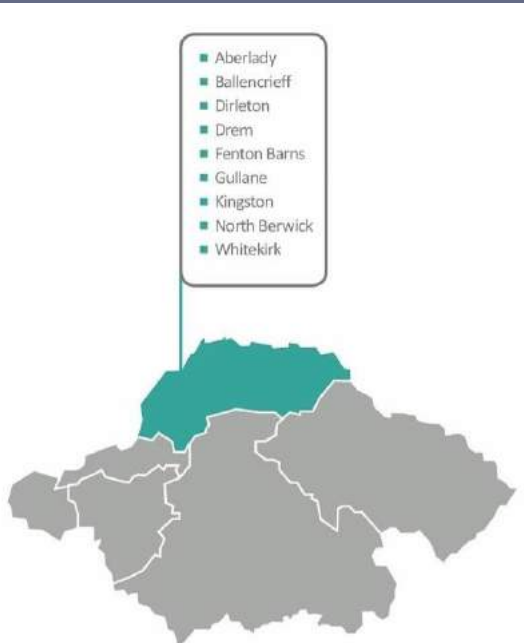 Aberlady
Ballencrieff
Dirleton
Drem
Fenton Barns
Gullane
Kingston
North Berwick
Whitekirk